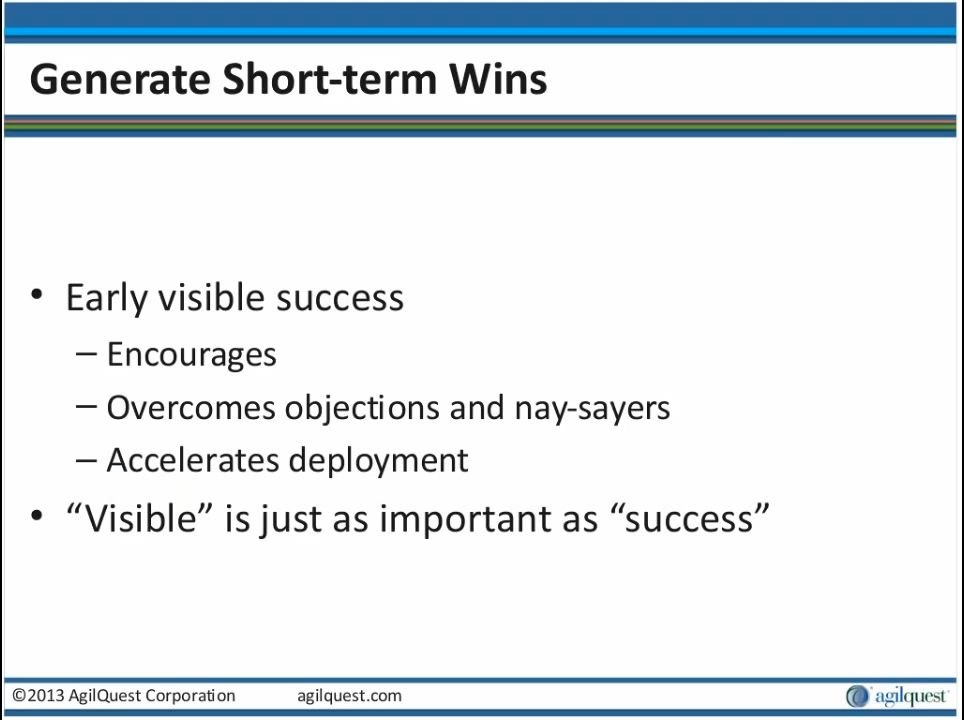 Generate Short-term Wins
• Early visible success
– Encourages
– Overcomes objections and nay-sayers
– Accelerates deployment
• “Visible” is just as important as “success”
©2013 AgilQuest Corporation agilquest.com agilquest